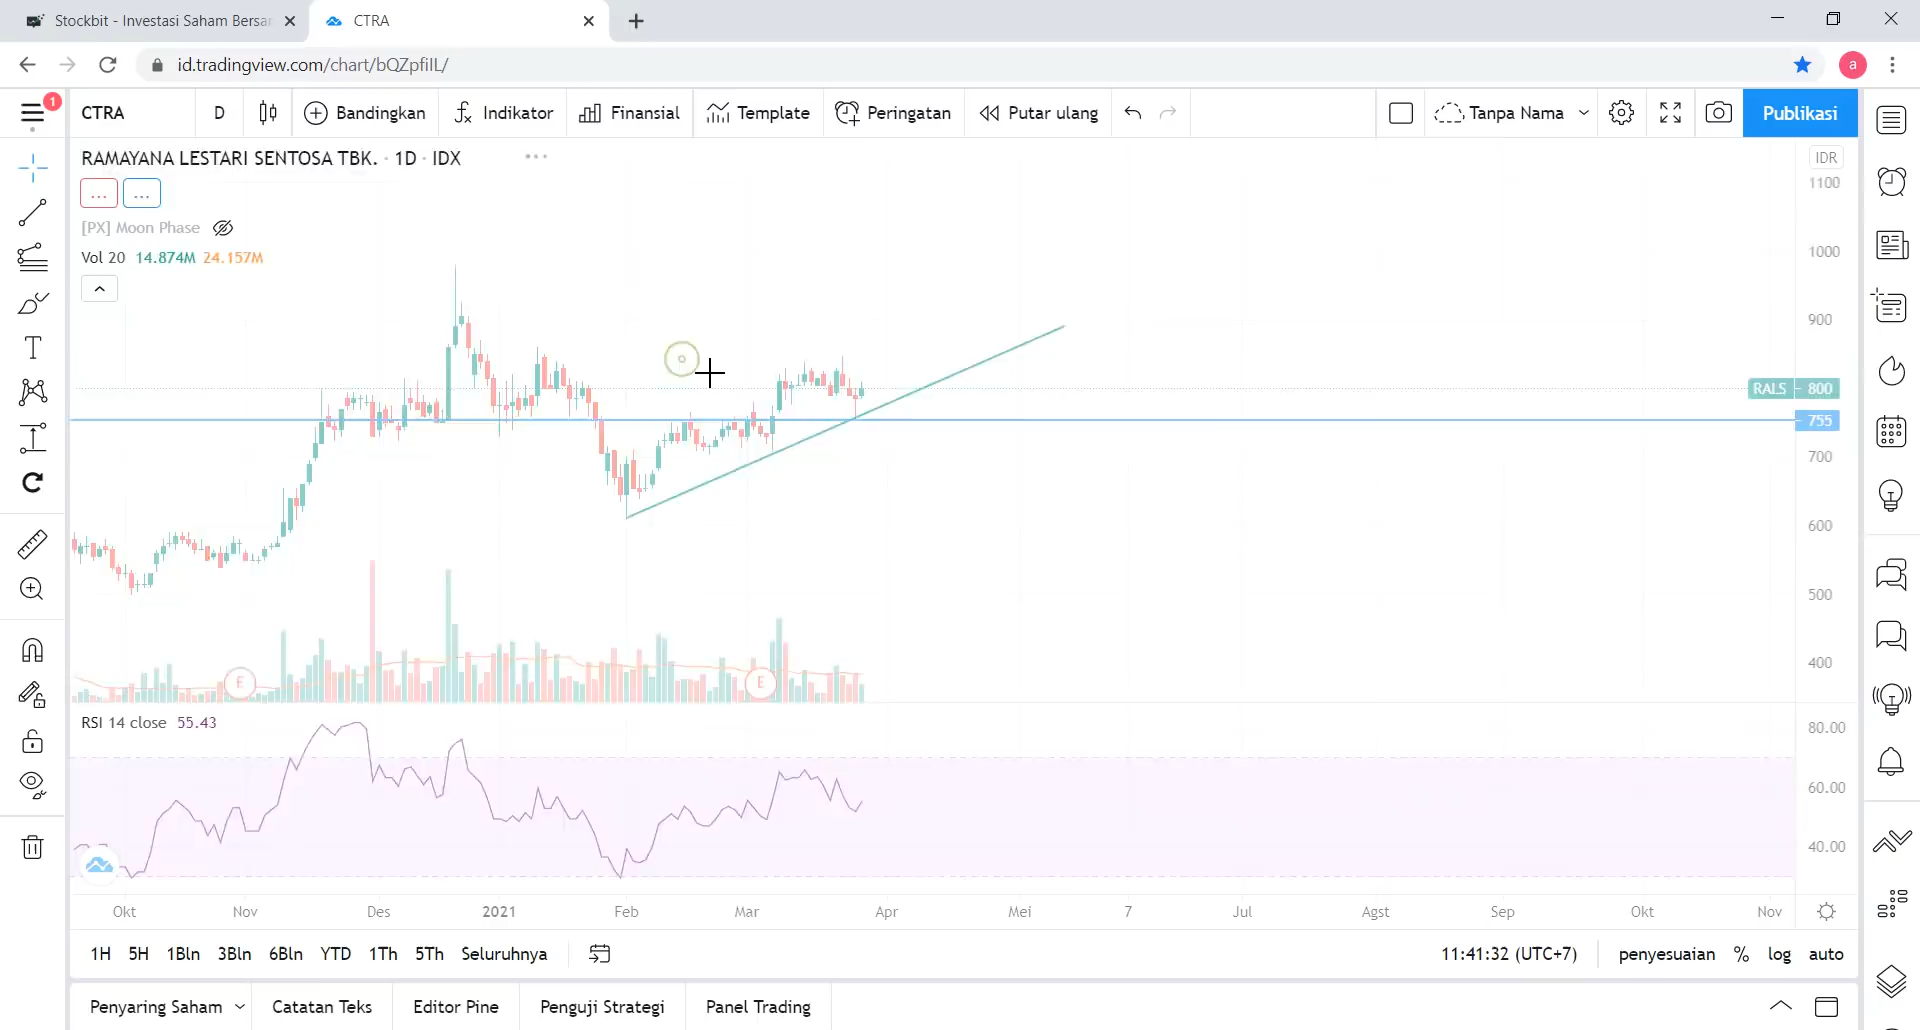 Stockbit - Investasi Saham Bersa
CTRA
id.tradingview.com/chart/bQZpfiIL/
a
1
CTRA D Bandingkan Indikator Finansial Template Peringatan Putar ulang Tanpa Nama Publikasi
RAMAYANA LESTARI SENTOSA TBK. · 1D · IDX
IDR
[PX] Moon Phase
Vol 20 14.874M 24.157M
1100
1000
900
RALS 800
755
700
600
500
400
E E
RSI 14 close 55.43
80.00
60.00
40.00
Okt Nov Des 2021 Feb Mar Apr Mei 7 Jul Agst Sep Okt Nov
1H 5H 1Bln 3Bln 6Bln YTD 1Th 5Th Seluruhnya 11:41:32 (UTC+7) penyesuaian % log auto
Penyaring Saham Catatan Teks Editor Pine Penguji Strategi Panel Trading